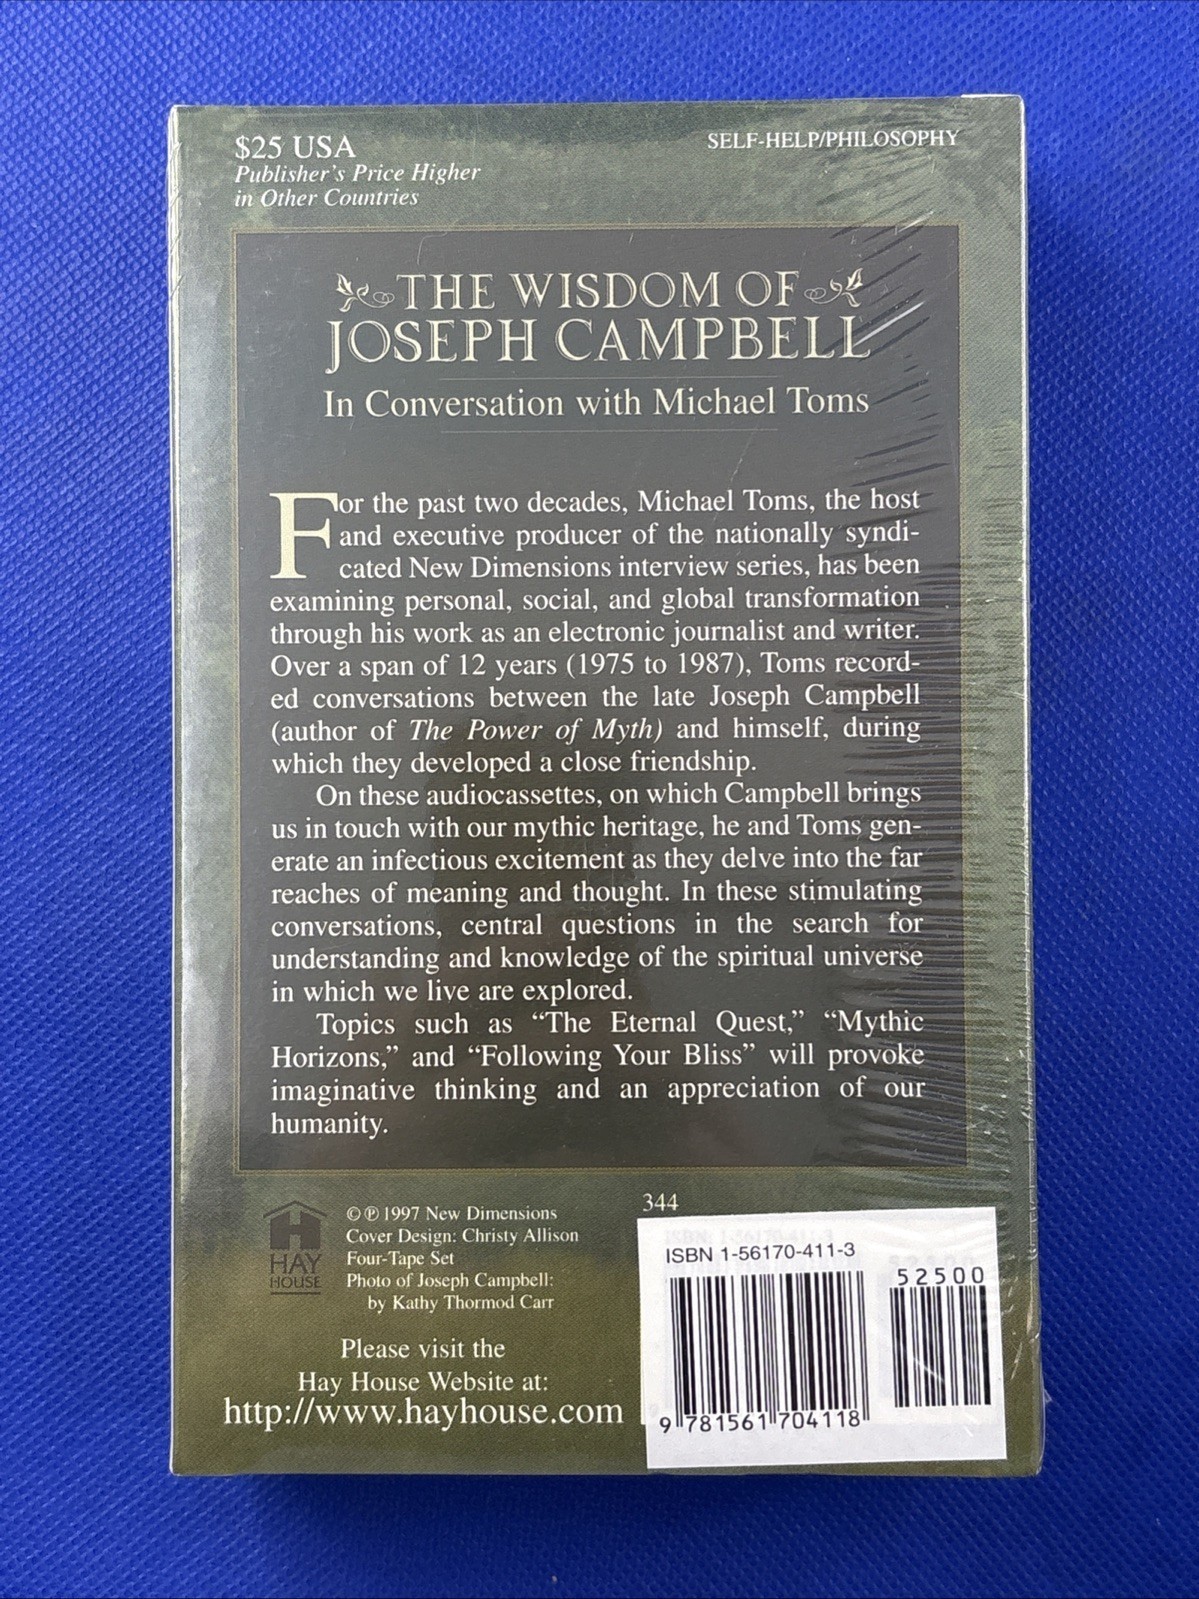 $25 USA
Publisher's Price Higher
in Other Countries
SELF-HELP/PHILOSOPHY
THE WISDOM OF
JOSEPH CAMPBELL
In Conversation with Michael Toms
For the past two decades, Michael Toms, the host
and executive producer of the nationally syndi-
cated New Dimensions interview series, has been
examining personal, social, and global transformation
through his work as an electronic journalist and writer.
Over a span of 12 years (1975 to 1987), Toms record-
ed conversations between the late Joseph Campbell
(author of The Power of Myth) and himself, during
which they developed a close friendship.
On these audiocassettes, on which Campbell brings
us in touch with our mythic heritage, he and Toms gen-
erate an infectious excitement as they delve into the far
reaches of meaning and thought. In these stimulating
conversations, central questions in the search for
understanding and knowledge of the spiritual universe
in which we live are explored.
Topics such as “The Eternal Quest,” “Mythic
Horizons,” and “Following Your Bliss” will provoke
imaginative thinking and an appreciation of our
humanity.
HAY
HOUSE
©℗1997 New Dimensions
Cover Design: Christy Allison
Four-Tape Set
Photo of Joseph Campbell:
by Kathy Thormod Carr
Please visit the
Hay House Website at:
http://www.hayhouse.com
344
ISBN: 1-56170-411-3
ISBN 1-56170-411-3
52500
9 781561 704118